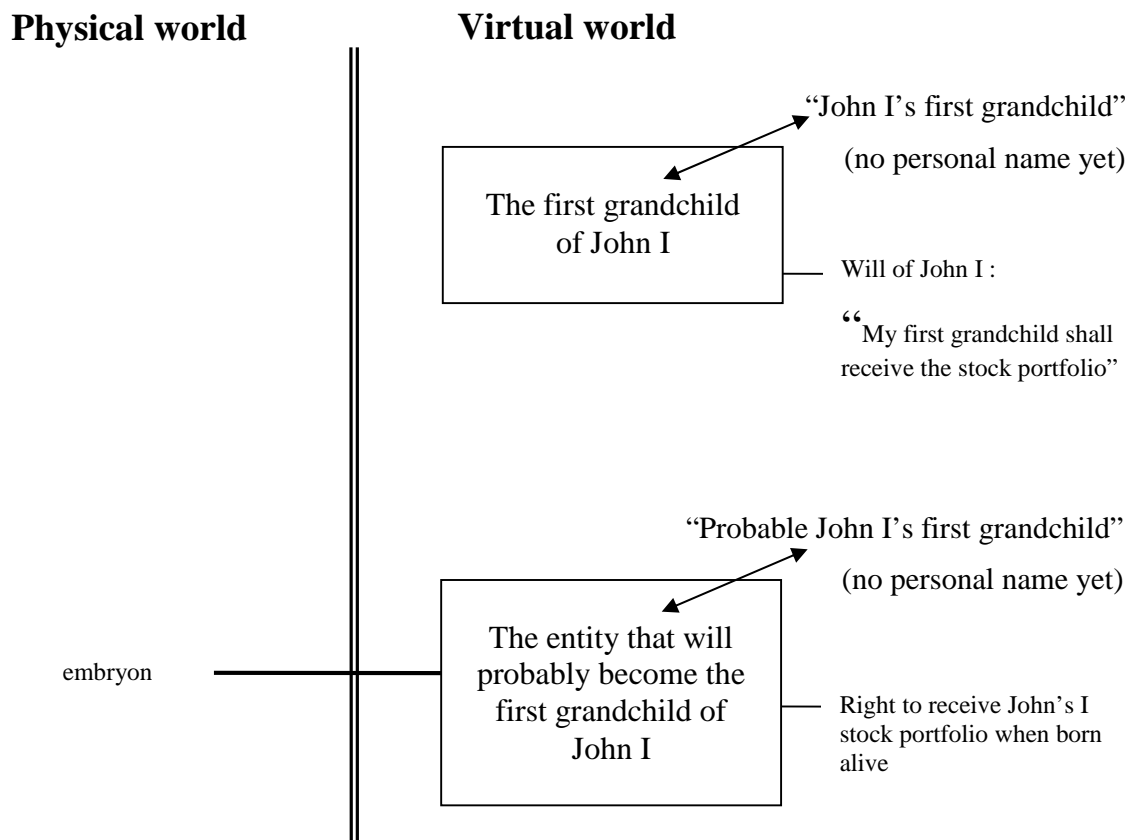 Physical world
Virtual world
“John I’s first grandchild”
(no personal name yet)
The first grandchild
of John I
Will of John I :
“My first grandchild shall
receive the stock portfolio”
“Probable John I’s first grandchild”
(no personal name yet)
The entity that will
probably become the
first grandchild of
John I
embryon
Right to receive John’s I
stock portfolio when born
alive